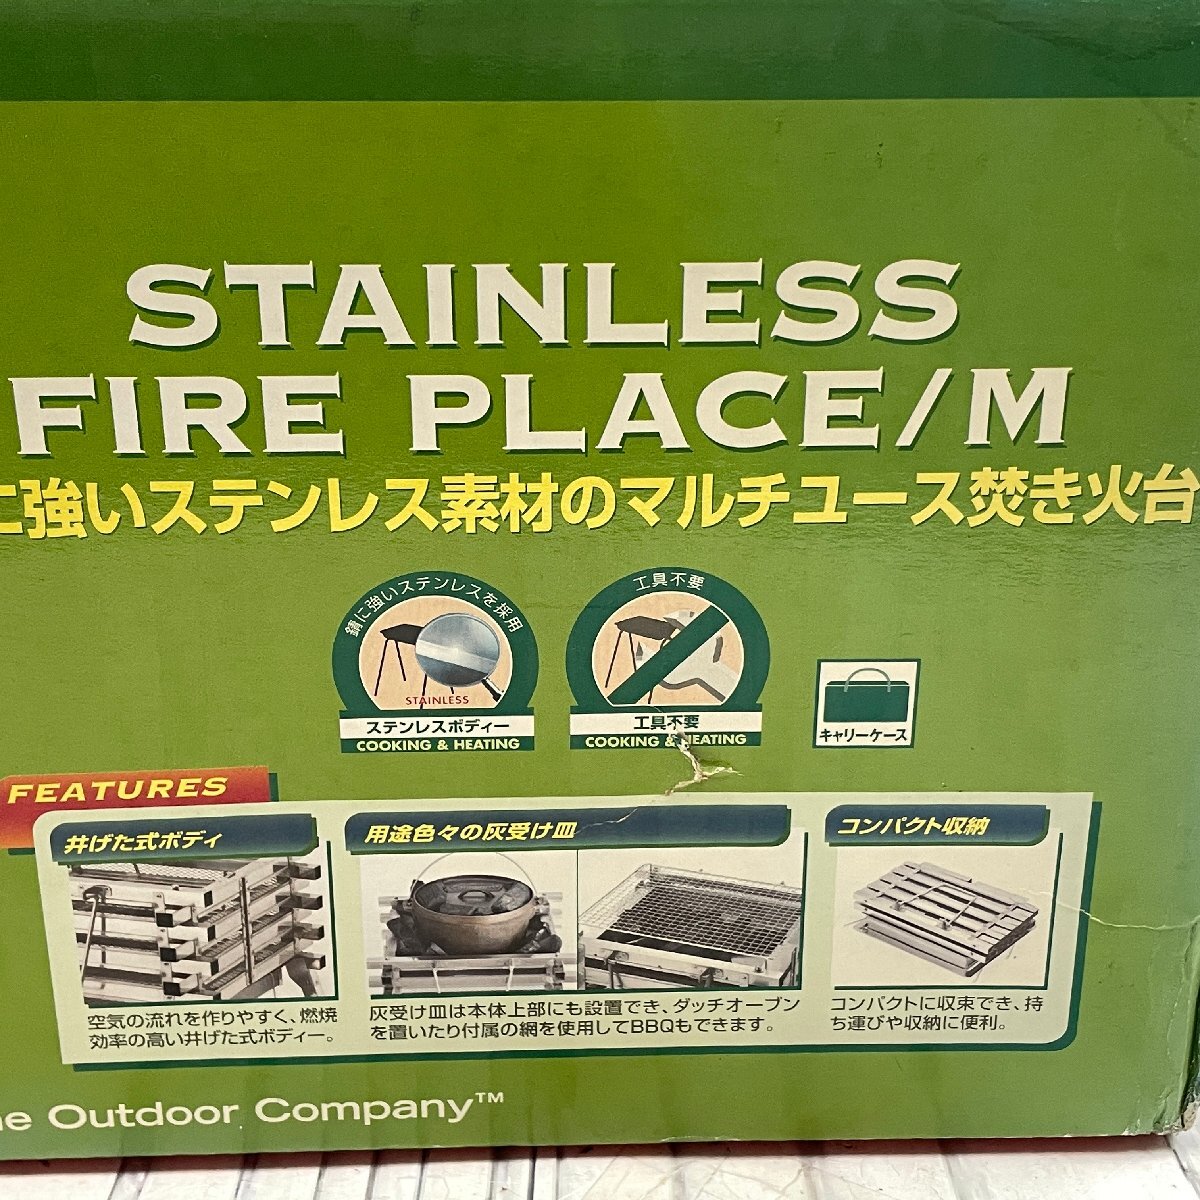 STAINLESS
FIRE PLACE/M
に強いステンレス素材のマルチユース焚き火台
錆に強いステンレスを採用
STAINLESS
ステンレスボディー
COOKING & HEATING
工具不要
工具不要
COOKING & HEATING
キャリーケース
FEATURES
井げた式ボディ
空気の流れを作りやすく、燃焼
効率の高い井げた式ボディー。
用途色々の灰受け皿
灰受け皿は本体上部にも設置でき、ダッチオーブン
を置いたり付属の網を使用してBBQもできます。
コンパクト収納
コンパクトに収束でき、持
ち運びや収納に便利。
he Outdoor Company™